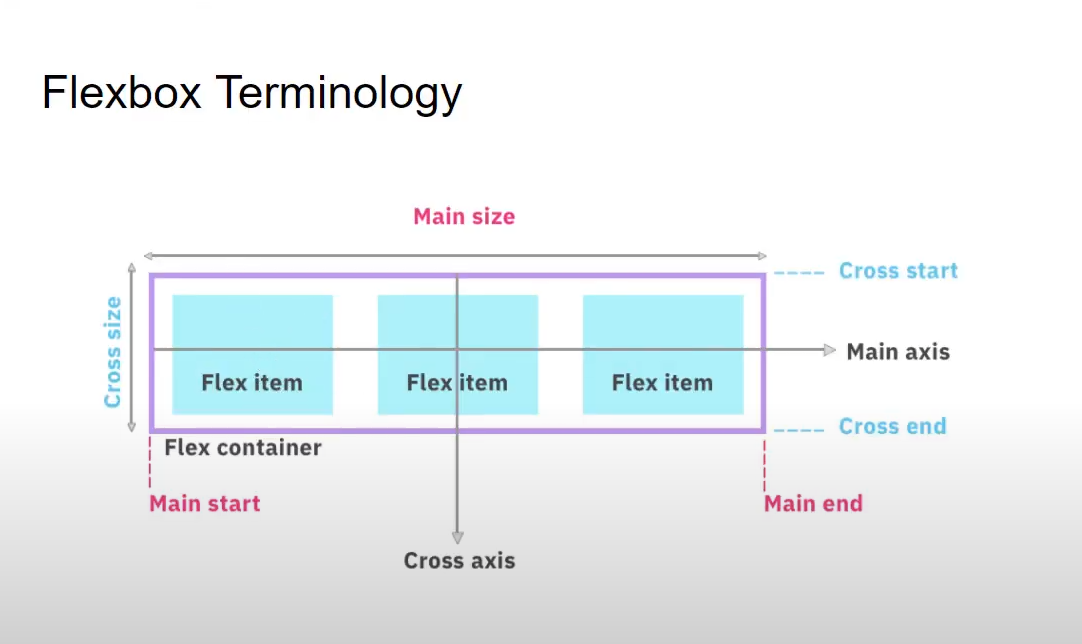 Flexbox Terminology
Main size
Cross start
Cross size
Main axis
Flex item
Flex item
Flex item
Cross end
Flex container
Main start
Main end
Cross axis